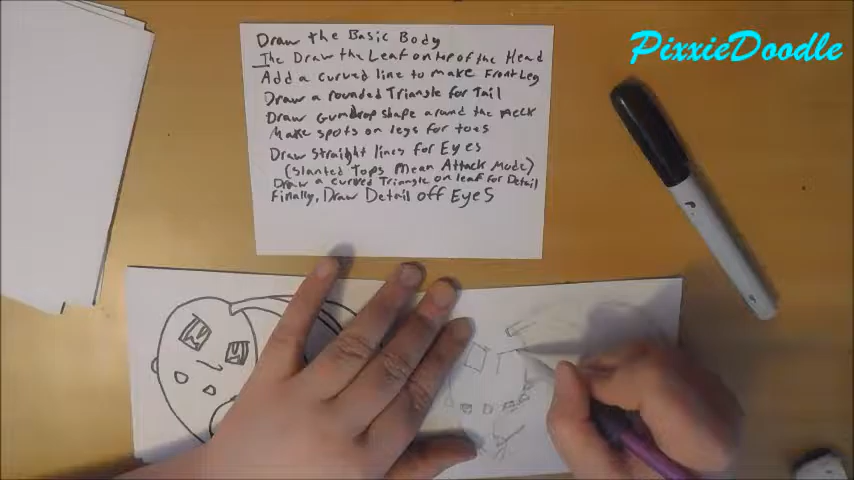 PixxieDoodle
Draw the Basic Body
The Draw the Leaf on top of the Head
Add a curved line to make Front Leg
Draw a rounded Triangle for Tail
Draw Gumdrop shape around the neck
Make spots on legs for toes
Draw straight lines for Eyes
(Slanted Tops Mean Attack Mode)
Draw a curved Triangle on leaf for Detail
Finally, Draw Detail off Eyes